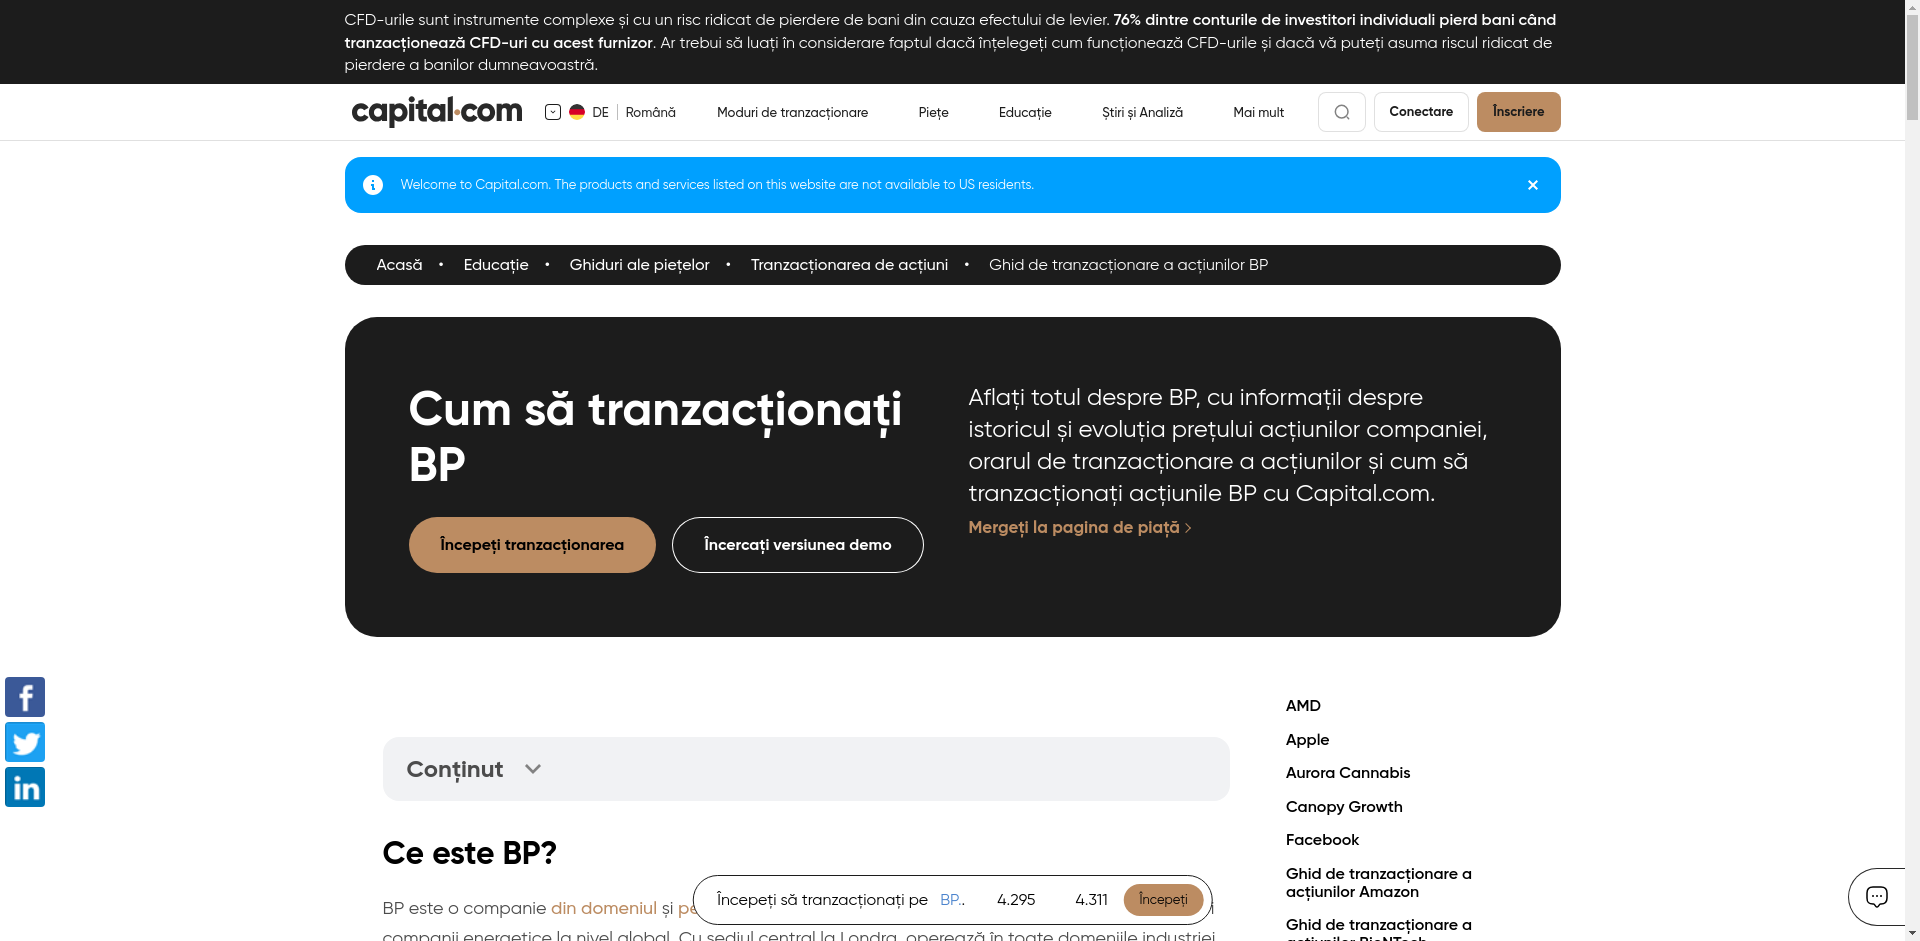 CFD-urile sunt instrumente complexe și cu un risc ridicat de pierdere de bani din cauza efectului de levier. 76% dintre conturile de investitori individuali pierd bani când
tranzacționează CFD-uri cu acest furnizor. Ar trebui să luați în considerare faptul dacă înțelegeți cum funcționează CFD-urile și dacă vă puteți asuma riscul ridicat de
pierdere a banilor dumneavoastră.
capital.com DE Română Moduri de tranzacționare Piețe Educație Știri și Analiză Mai mult Conectare Înscriere
Welcome to Capital.com. The products and services listed on this website are not available to US residents.
Acasă • Educație • Ghiduri ale piețelor • Tranzacționarea de acțiuni • Ghid de tranzacționare a acțiunilor BP
Cum să tranzacționați
BP
Începeți tranzacționarea Încercați versiunea demo
Aflați totul despre BP, cu informații despre
istoricul și evoluția prețului acțiunilor companiei,
orarul de tranzacționare a acțiunilor și cum să
tranzacționați acțiunile BP cu Capital.com.
Mergeți la pagina de piață
Conținut
Ce este BP?
BP este o companie din domeniul și
companii energetice la nivel global. Cu sediul central la Londra, operează în toate domeniile industriei
Începeți să tranzacționați pe BP.. 4.295 4.311 Începeți
AMD
Apple
Aurora Cannabis
Canopy Growth
Facebook
Ghid de tranzacționare a
acțiunilor Amazon
Ghid de tranzacționare a
acțiunilor BioNTech